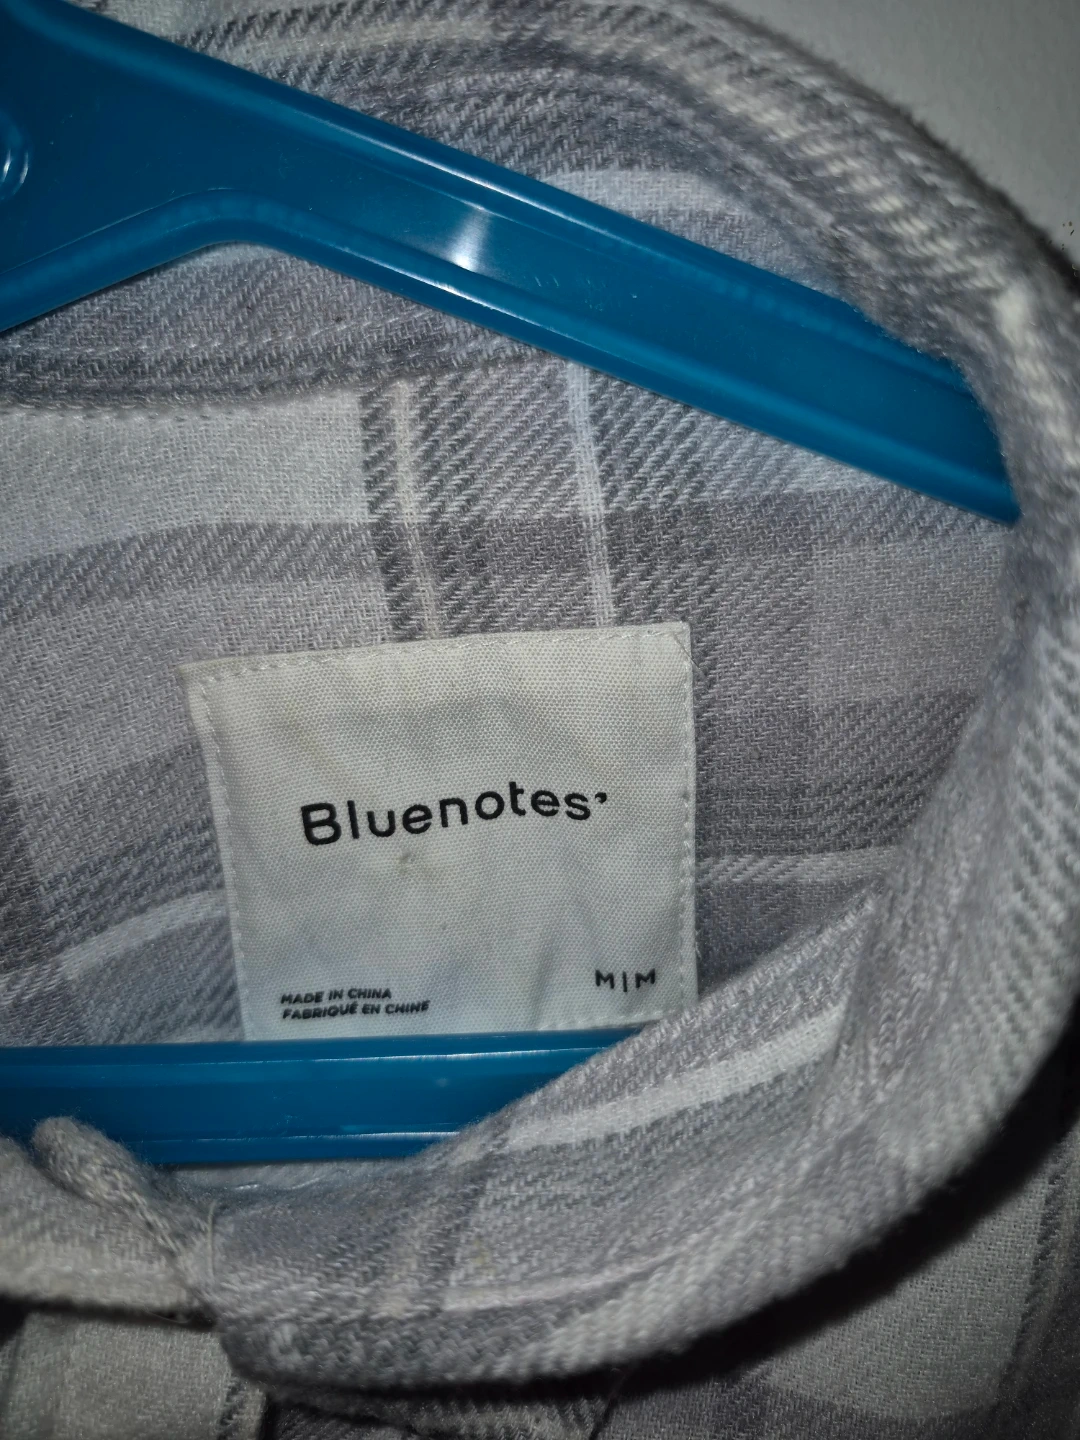 Bluenotes’
M|M
MADE IN CHINA
FABRIQUÉ EN CHINE